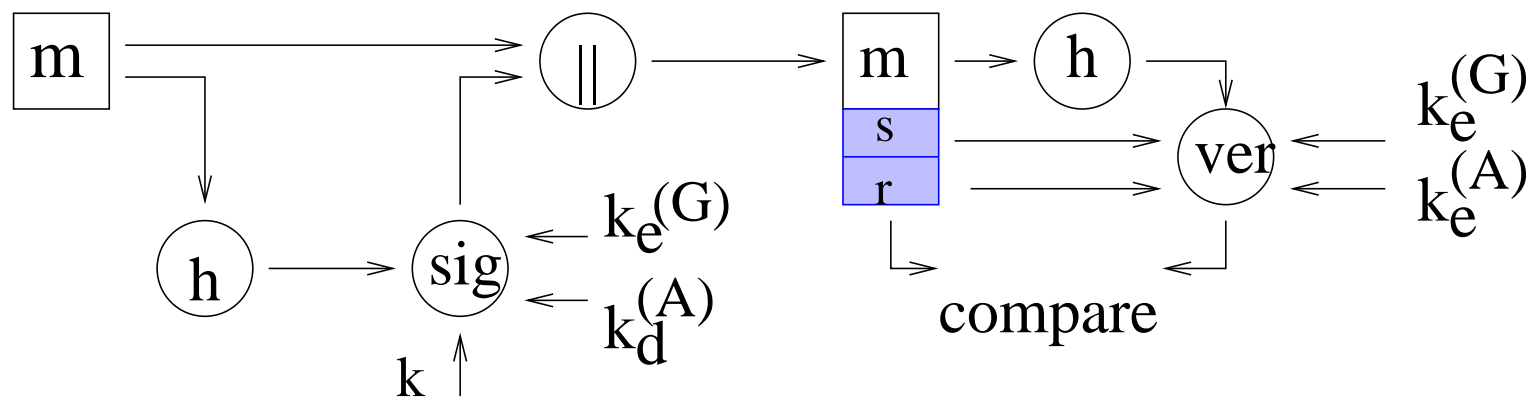 m
||
m
h
s
r
ver
k_e^(G)
k_e^(A)
h
sig
k_e^(G)
k_d^(A)
k
compare